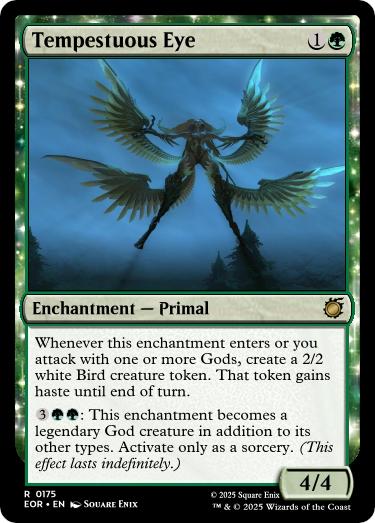 Tempestuous Eye 1
Enchantment — Primal
Whenever this enchantment enters or you
attack with one or more Gods, create a 2/2
white Bird creature token. That token gains
haste until end of turn.
3 : This enchantment becomes a
legendary God creature in addition to its
other types. Activate only as a sorcery. (This
effect lasts indefinitely.)
4/4
R 0175
EOR • EN SQUARE ENIX
© 2025 Square Enix
™ & © 2025 Wizards of the Coast